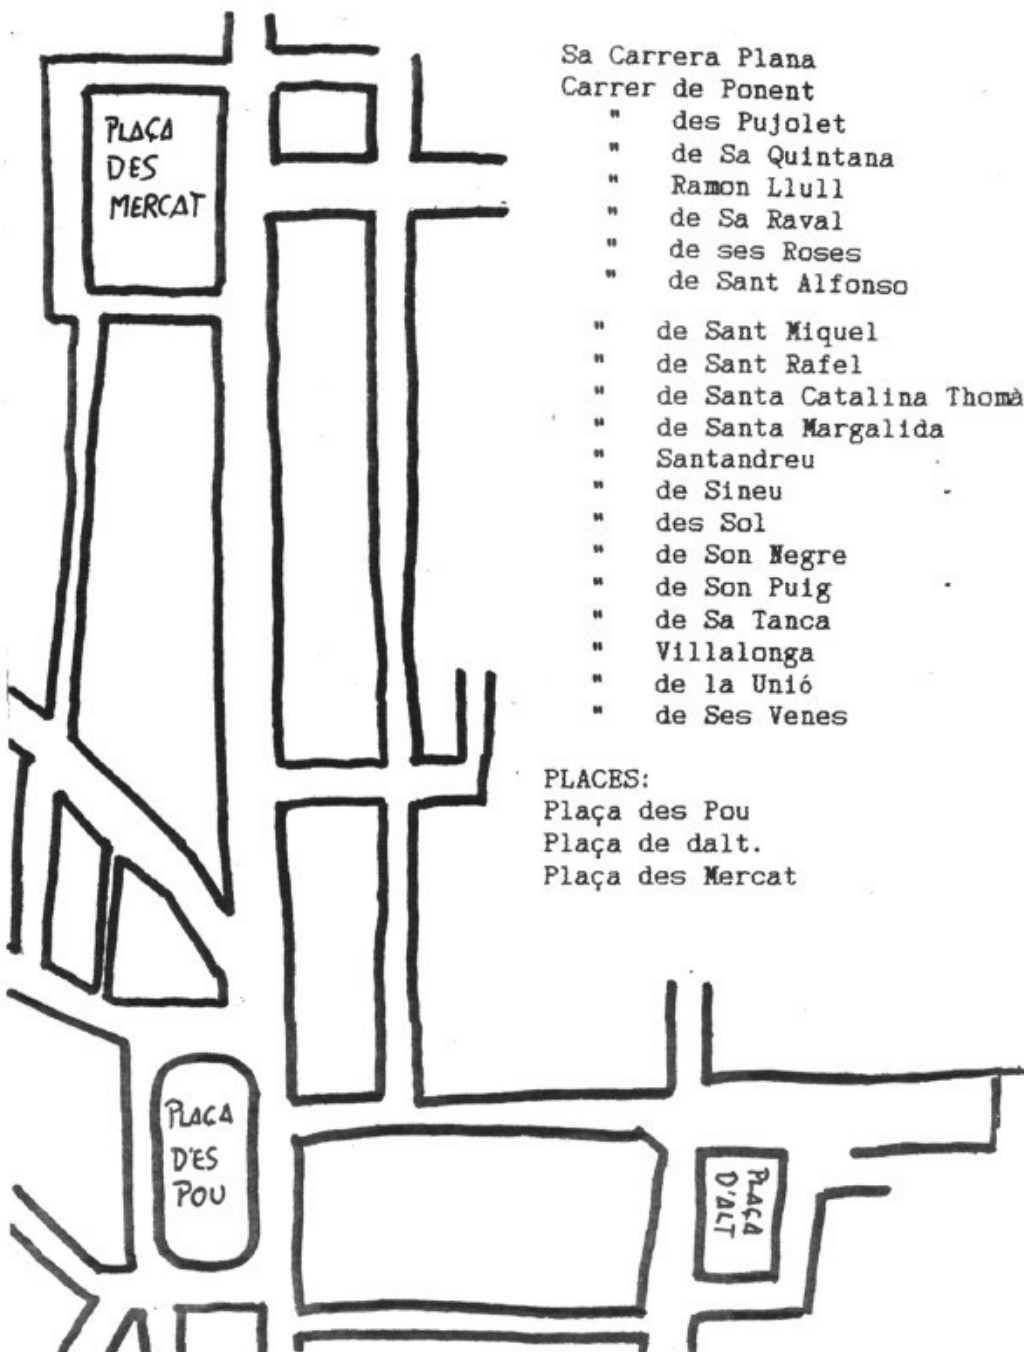 Sa Carrera Plana
Carrer de Ponent
" des Pujolet
" de Sa Quintana
" Ramon Llull
" de Sa Raval
" de ses Roses
" de Sant Alfonso
" de Sant Miquel
" de Sant Rafel
" de Santa Catalina Thomà
" de Santa Margalida
" Santandreu
" de Sineu
" des Sol
" de Son Negre
" de Son Puig
" de Sa Tanca
" Villalonga
" de la Unió
" de Ses Venes
PLACES:
Plaça des Pou
Plaça de dalt.
Plaça des Mercat
PLAÇA
DES
MERCAT
PLAÇA
D'ES
POU
PLAÇA
D'ALT